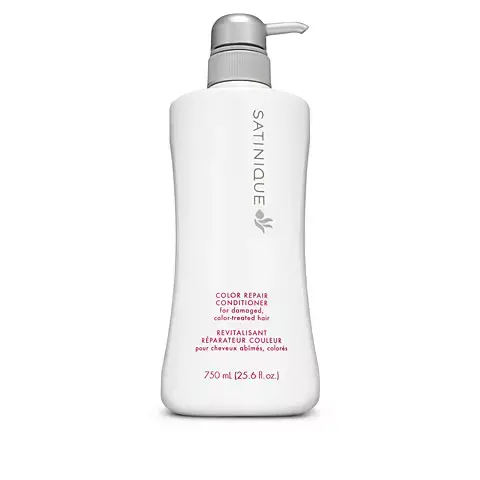 SATINIQUE
COLOR REPAIR
CONDITIONER
for damaged,
color-treated hair
REVITALISANT
RÉPARATEUR COULEUR
pour cheveux abîmés, colorés
750 mL (25.6 fl.oz.)